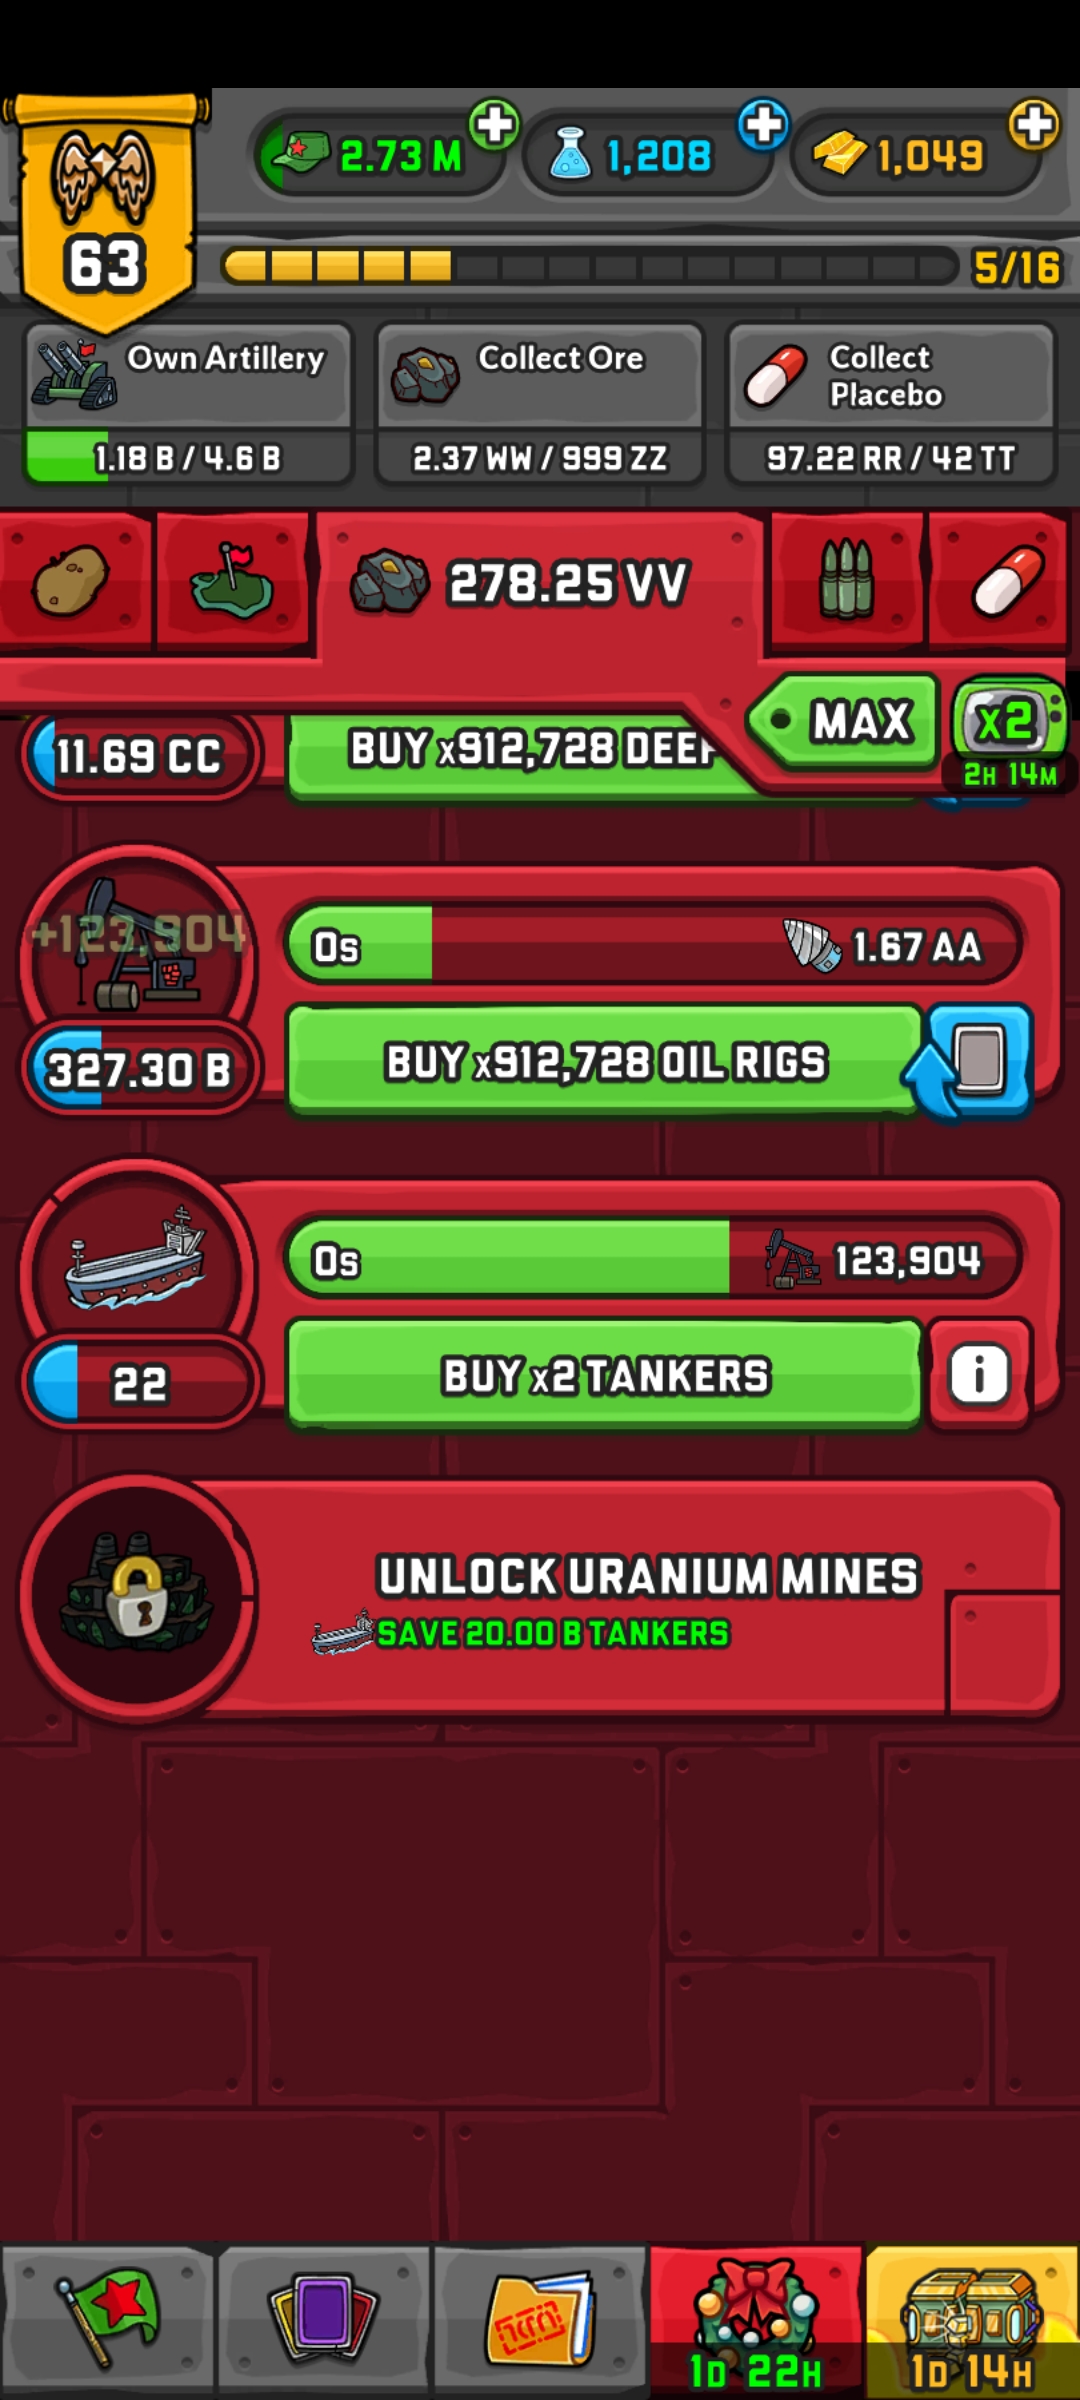 2.73 M
1,208
1,049
63
5/16
Own Artillery
1.18 B / 4.6 B
Collect Ore
2.37 WW / 999 ZZ
Collect
Placebo
97.22 RR / 42 TT
278.25 VV
MAX
x2
2H 14M
11.69 CC
BUY x912,728 DEEP
+123,904
0s
1.67 AA
327.30 B
BUY x912,728 OIL RIGS
0s
123,904
22
BUY x2 TANKERS
i
UNLOCK URANIUM MINES
SAVE 20.00 B TANKERS
1D 22H
1D 14H